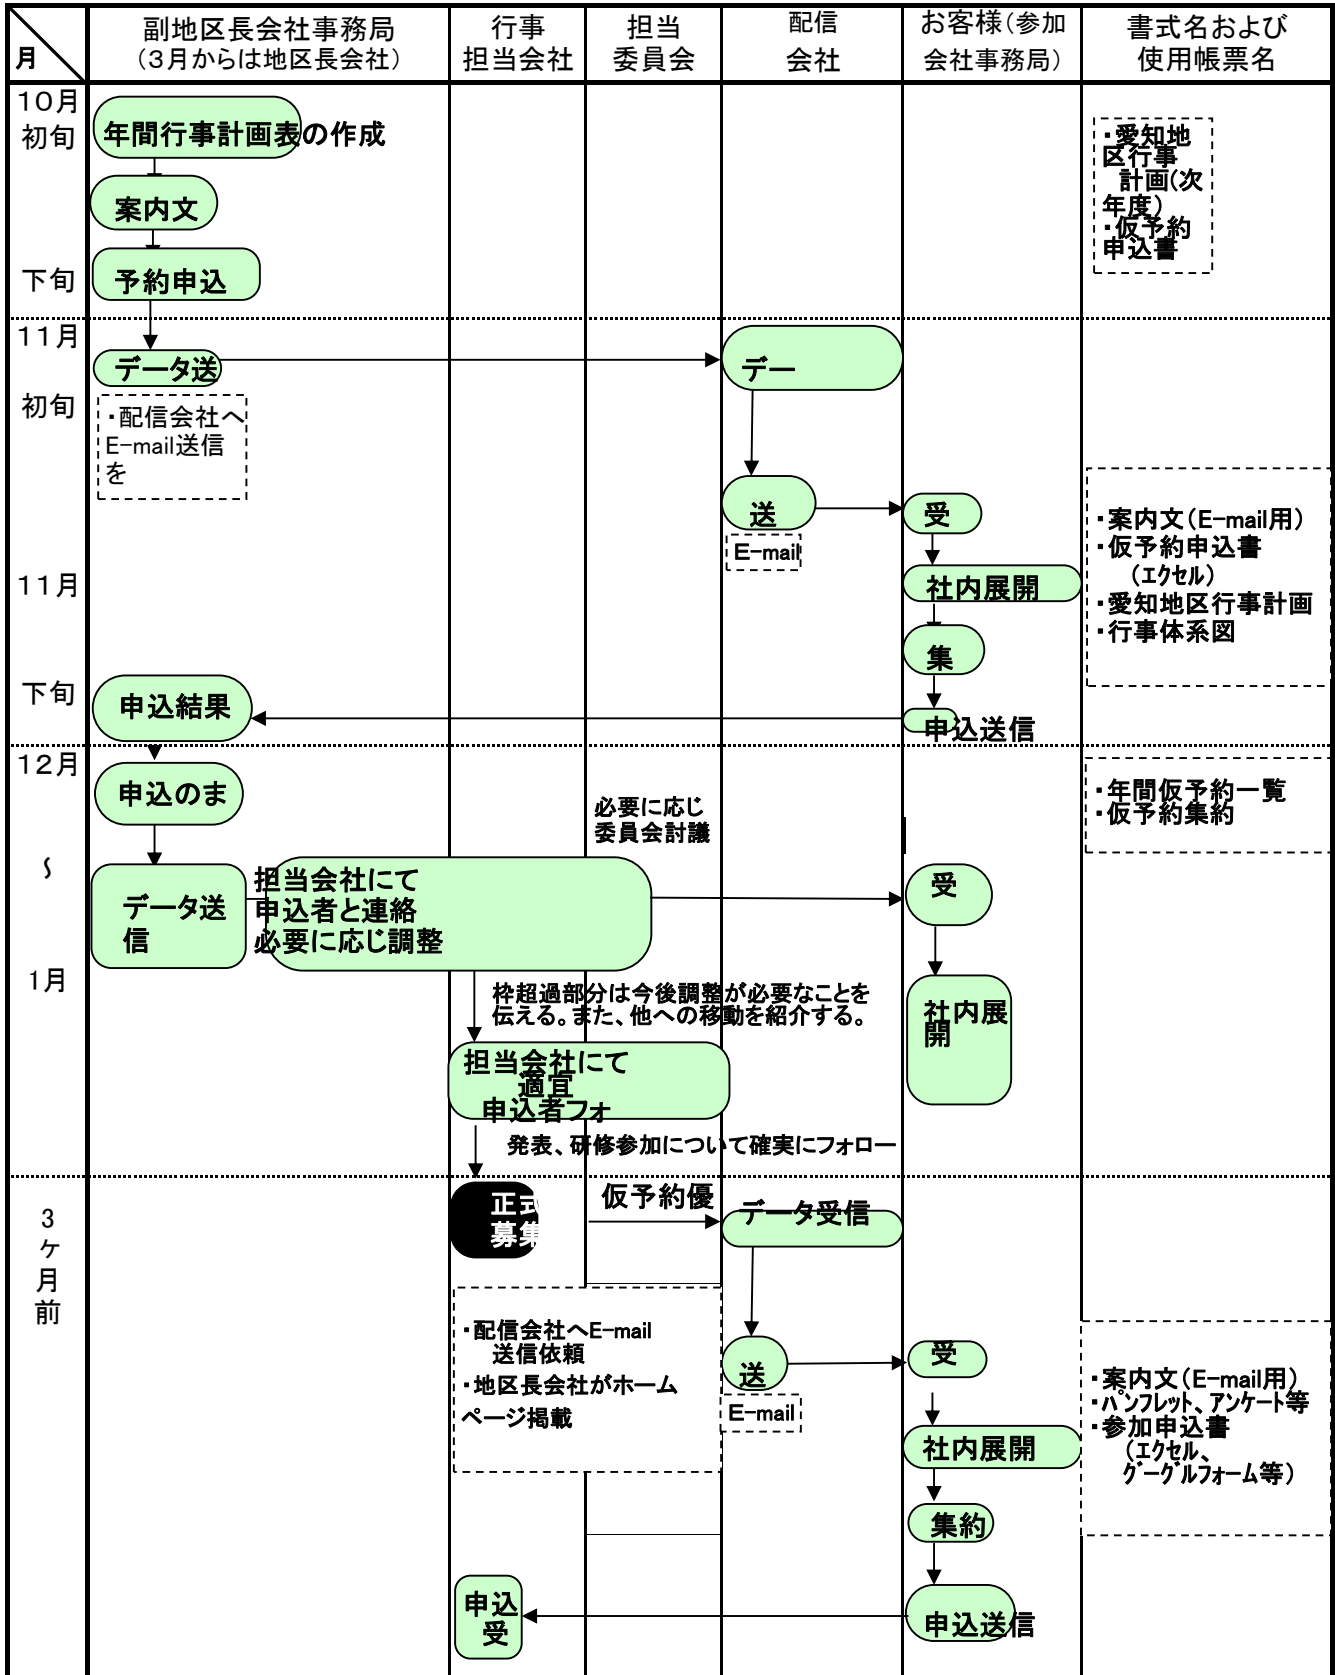 月
副地区長会社事務局
（３月からは地区長会社）
行事
担当会社
担当
委員会
配信
会社
お客様（参加
会社事務局）
書式名および
使用帳票名
10月
初旬
年間行事計画表の作成
・愛知地
区行事
計画(次
年度)
・仮予約
申込書
案内文
下旬
予約申込
11月
データ送
デー
初旬
・配信会社へ
E-mail送信
を
送
E-mail
受
・案内文（E-mail用）
・仮予約申込書
（ｴｸｾﾙ）
・愛知地区行事計画
・行事体系図
11月
社内展開
集
下旬
申込結果
申込送信
12月
申込のま
必要に応じ
委員会討議
・年間仮予約一覧
・仮予約集約
～
データ送
信
担当会社にて
申込者と連絡
必要に応じ調整
受
1月
枠超過部分は今後調整が必要なことを
伝える。また、他への移動を紹介する。
社内展
開
担当会社にて
適宜
申込者フォ
発表、研修参加について確実にフォロー
3
ヶ
月
前
正式
募集
仮予約優
データ受信
・配信会社へE-mail
送信依頼
・地区長会社がホーム
ページ掲載
送
E-mail
受
・案内文（E-mail用）
・ﾊﾟﾝﾌﾚｯﾄ、ｱﾝｹｰﾄ等
・参加申込書
（ｴｸｾﾙ、
ｸﾞｰｸﾞﾙﾌｫｰﾑ等）
社内展開
集約
申込
受
申込送信